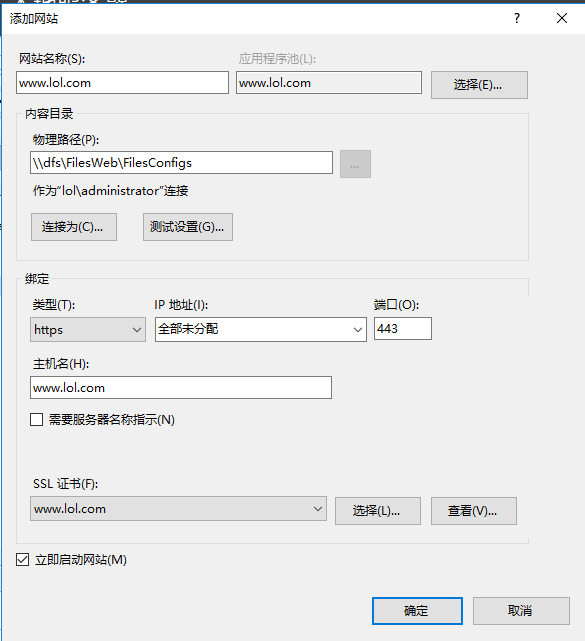 添加网站
?
网站名称(S):
应用程序池(L):
www.lol.com
www.lol.com
选择(E)...
内容目录
物理路径(P):
\\dfs\FilesWeb\FilesConfigs
...
作为"lol\administrator"连接
连接为(C)...
测试设置(G)...
绑定
类型(T):
IP 地址(I):
端口(O):
https
全部未分配
443
主机名(H):
www.lol.com
需要服务器名称指示(N)
SSL 证书(F):
www.lol.com
选择(L)...
查看(V)...
立即启动网站(M)
确定
取消